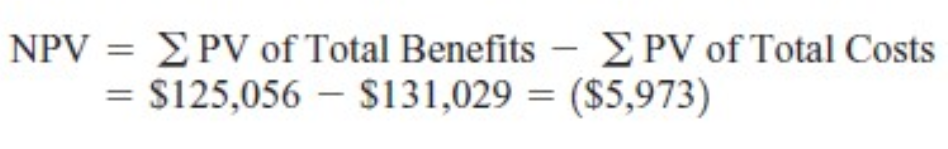 NPV = ∑ PV of Total Benefits − ∑ PV of Total Costs
= $125,056 − $131,029 = ($5,973)